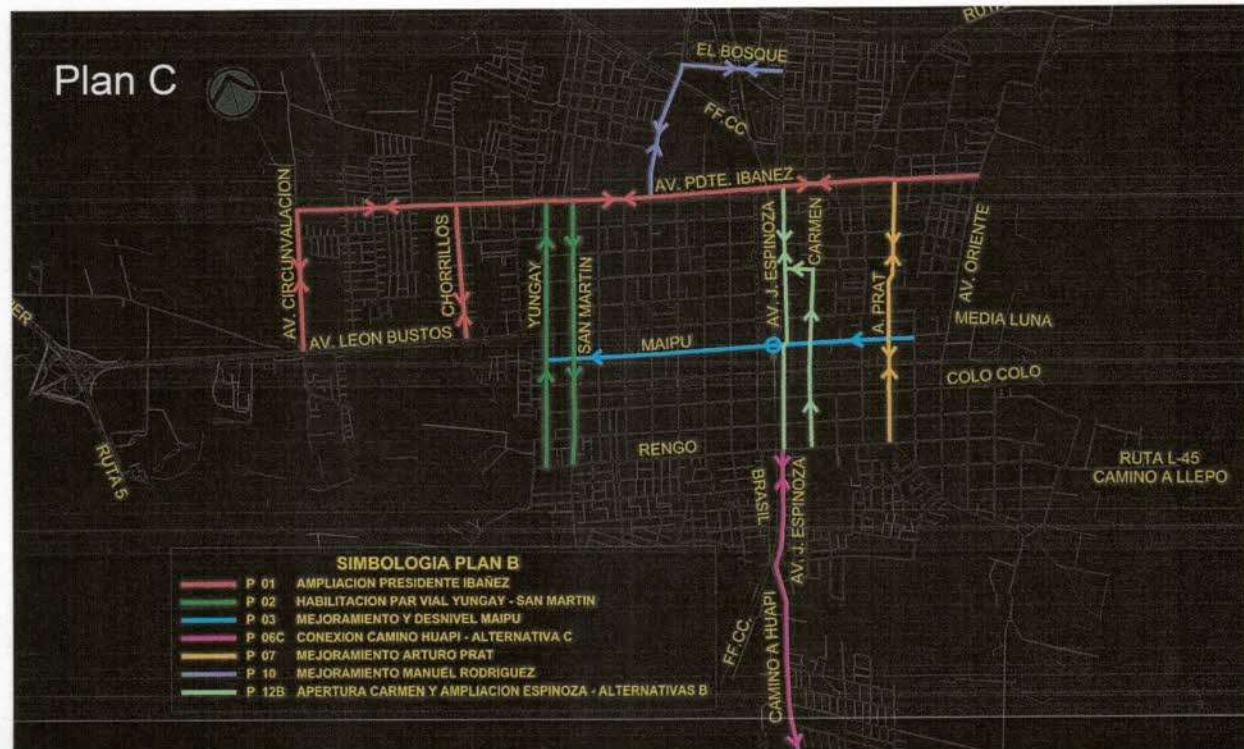 Plan C
EL BOSQUE
FF.CC
AV. PDTE. IBANEZ
AV. CIRCUNVALACION
CHORRILLOS
YUNGAY
SAN MARTIN
AV. J. ESPINOZA
CARMEN
A. PRAT
AV. ORIENTE
MEDIA LUNA
AV. LEON BUSTOS
MAIPU
COLO COLO
RUTA 5
RENGO
RUTA L-45
CAMINO A LLEPO
BRASIL
AV. J. ESPINOZA
FF.CC.
CAMINO A HUAPI
SIMBOLOGIA PLAN B
P 01 AMPLIACION PRESIDENTE IBAÑEZ
P 02 HABILITACION PAR VIAL YUNGAY - SAN MARTIN
P 03 MEJORAMIENTO Y DESNIVEL MAIPU
P 06C CONEXION CAMINO HUAPI - ALTERNATIVA C
P 07 MEJORAMIENTO ARTURO PRAT
P 10 MEJORAMIENTO MANUEL RODRIGUEZ
P 12B APERTURA CARMEN Y AMPLIACION ESPINOZA - ALTERNATIVAS B